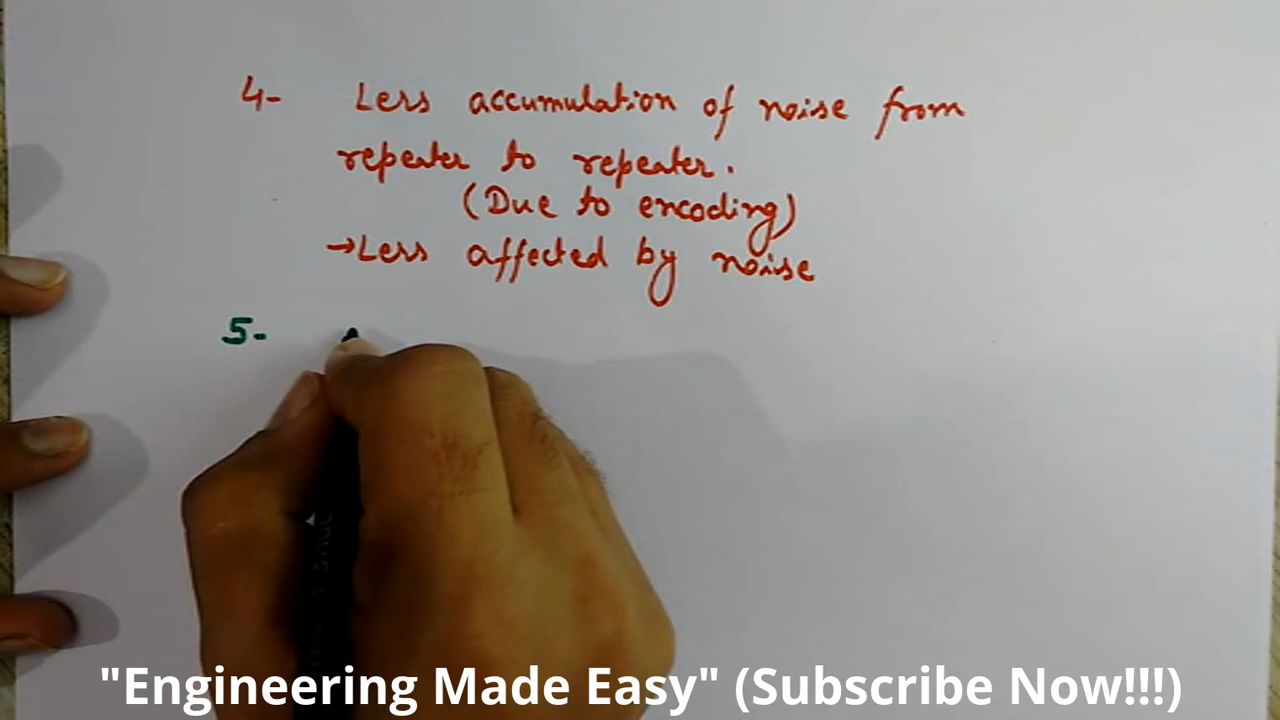 4- Less accumulation of noise from
repeater to repeater.
(Due to encoding)
→Less affected by noise
5-
"Engineering Made Easy" (Subscribe Now!!!)